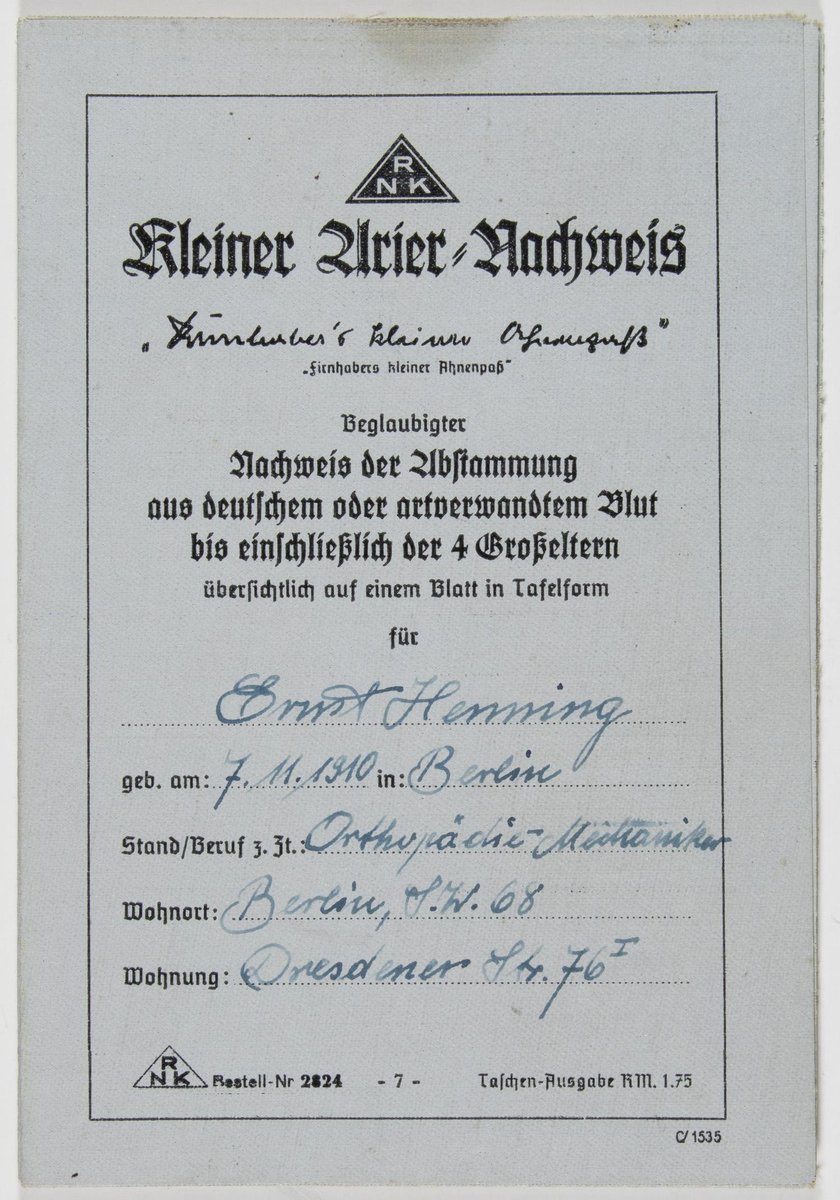 RNK
Kleiner Arier-Nachweis
„Firnhaber's kleiner Ahnenpaß"
„Firnhabers kleiner Ahnenpaß"
Beglaubigter
Nachweis der Abstammung
aus deutschem oder artverwandtem Blut
bis einschließlich der 4 Großeltern
übersichtlich auf einem Blatt in Tafelform
für
Ernst Henning
geb. am: 7.11.1910 in: Berlin
Stand/Beruf z. Zt.: Orthopädie-Mechaniker
Wohnort: Berlin, S.W. 68
Wohnung: Dresdener Str. 76 I
RNK Bestell-Nr 2824 - 7 - Taschen-Ausgabe RM. 1.75
C/1535